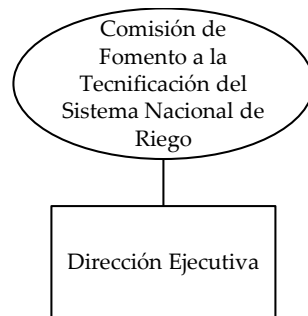 Comisión de
Fomento a la
Tecnificación del
Sistema Nacional de
Riego
Dirección Ejecutiva